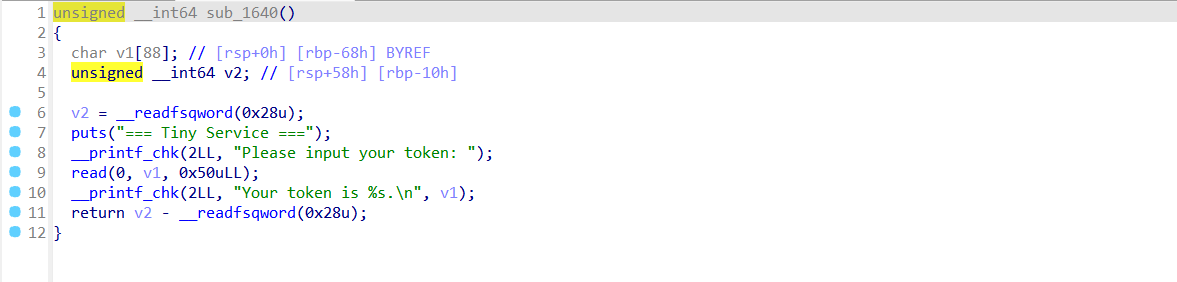 1 unsigned __int64 sub_1640()
2 {
3 char v1[88]; // [rsp+0h] [rbp-68h] BYREF
4 unsigned __int64 v2; // [rsp+58h] [rbp-10h]
5
6 v2 = __readfsqword(0x28u);
7 puts("=== Tiny Service ===");
8 __printf_chk(2LL, "Please input your token: ");
9 read(0, v1, 0x50uLL);
10 __printf_chk(2LL, "Your token is %s.\n", v1);
11 return v2 - __readfsqword(0x28u);
12 }